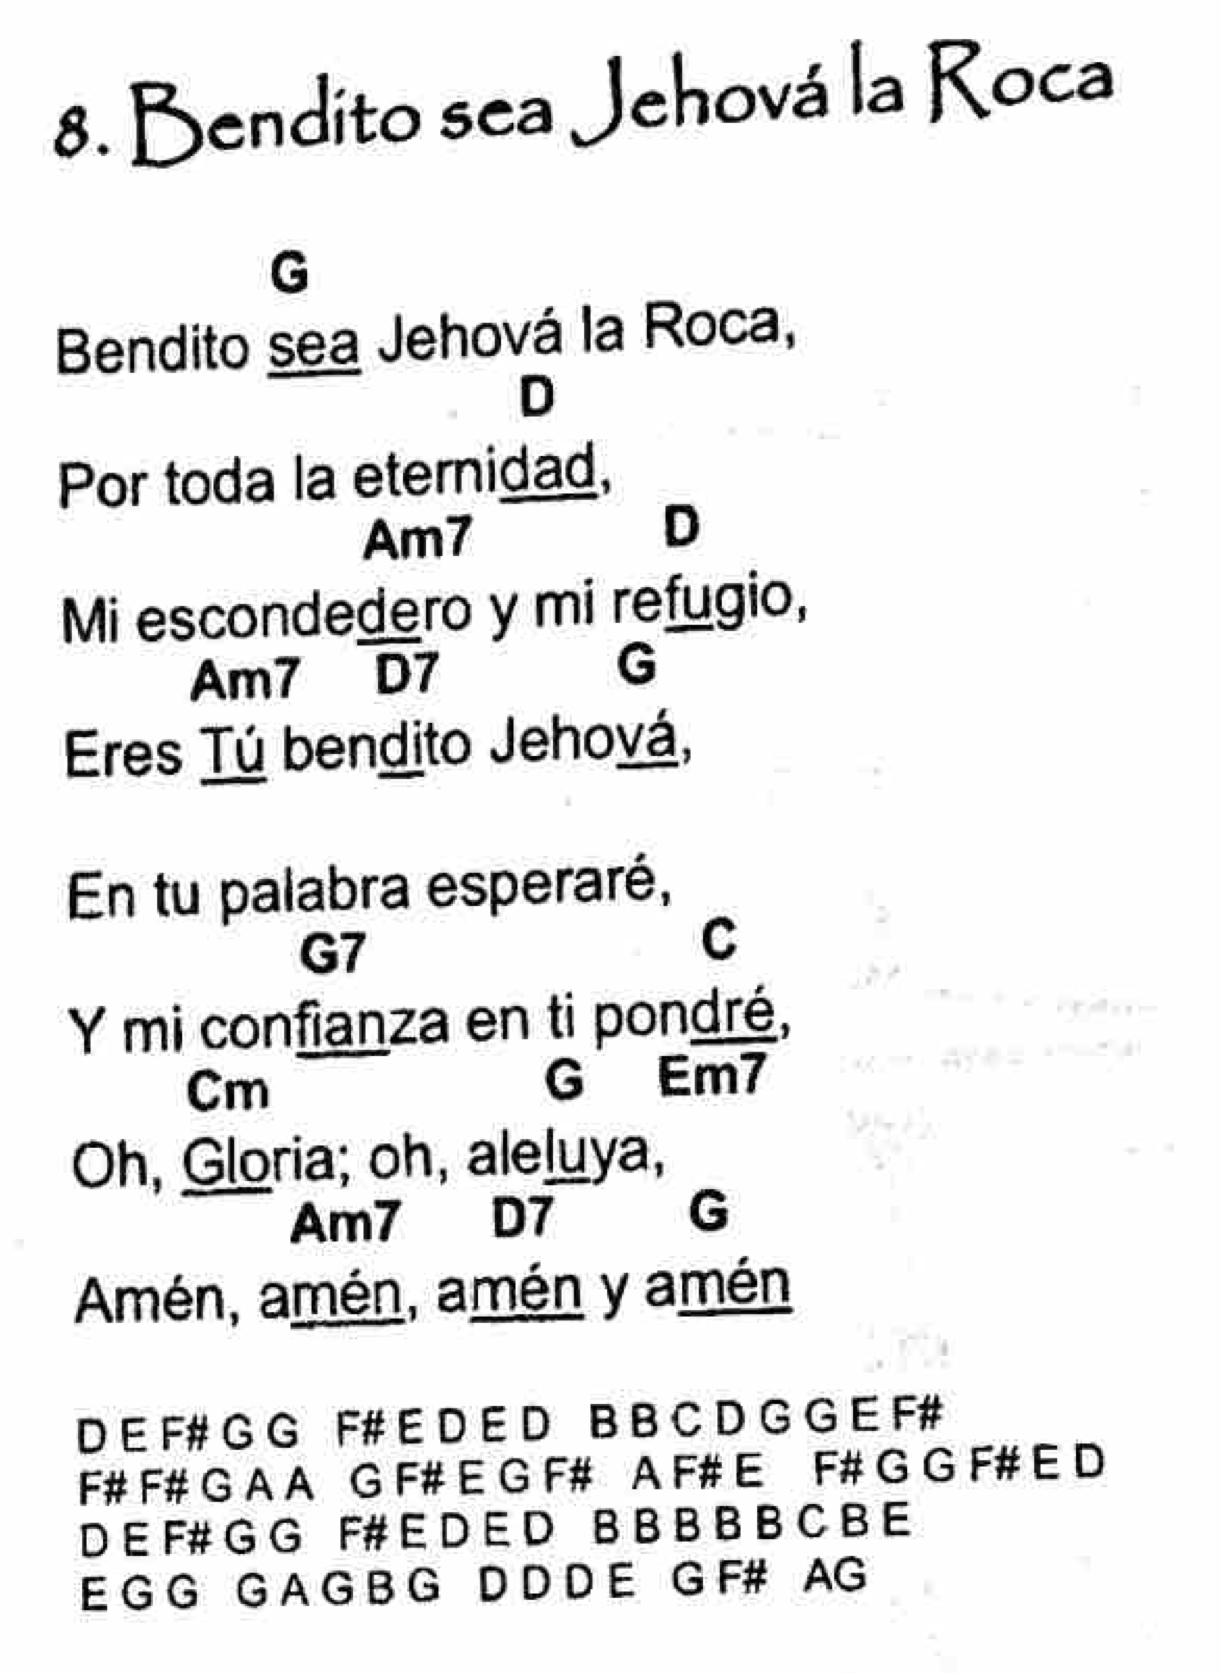 8. Bendito sea Jehová la Roca
G
Bendito sea Jehová la Roca,
D
Por toda la eternidad,
Am7 D
Mi escondedero y mi refugio,
Am7 D7 G
Eres Tú bendito Jehová,
En tu palabra esperaré,
G7 C
Y mi confianza en ti pondré,
Cm G Em7
Oh, Gloria; oh, aleluya,
Am7 D7 G
Amén, amén, amén y amén
D E F# G G F# E D E D B B C D G G E F#
F# F# G A A G F# E G F# A F# E F# G G F# E D
D E F# G G F# E D E D B B B B B C B E
E G G G A G B G D D D E G F# A G